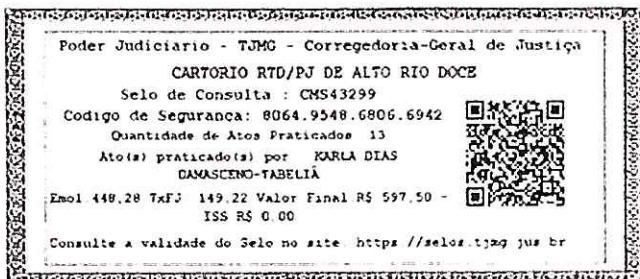 Poder Judiciario - TJMG - Corregedoria-Geral de Justiça
CARTORIO RTD/PJ DE ALTO RIO DOCE
Selo de Consulta : CMS43299
Codigo de Segurança: 8064.9548.6806.6942
Quantidade de Atos Praticados 13
Ato(s) praticado(s) por KARLA DIAS
DAMASCENO-TABELIÃ
Emol 448,28 TxFJ 149,22 Valor Final R$ 597,50 -
ISS R$ 0,00
Consulte a validade do Selo no site https //selos.tjmg jus br